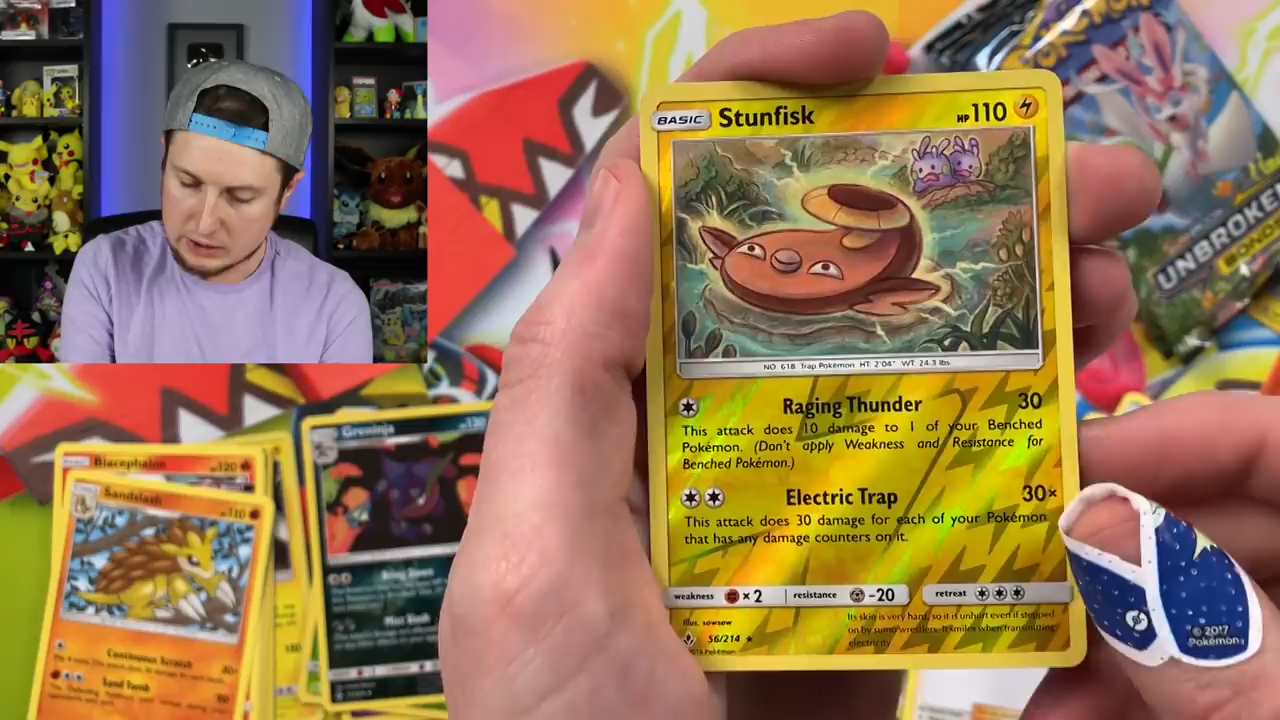 BASIC Stunfisk HP110
NO. 618 Trap Pokémon HT: 2'04" WT: 24.3 lbs.
Raging Thunder 30
This attack does 10 damage to 1 of your Benched
Pokémon. (Don't apply Weakness and Resistance for
Benched Pokémon.)
Electric Trap 30×
This attack does 30 damage for each of your Pokémon
that has any damage counters on it.
weakness ×2 resistance -20 retreat
Illus. sowsow
56/214
Its skin is very hard, so it is unhurt even if stepped
on by sumo wrestlers. It smiles when transmitting
electricity.
UNBROKEN
BONDS
© 2017
Pokémon
Blacephalon HP120
Sandslash HP110
Continuous Scratch
Sand Tomb
Greninja HP130
Mist Slash